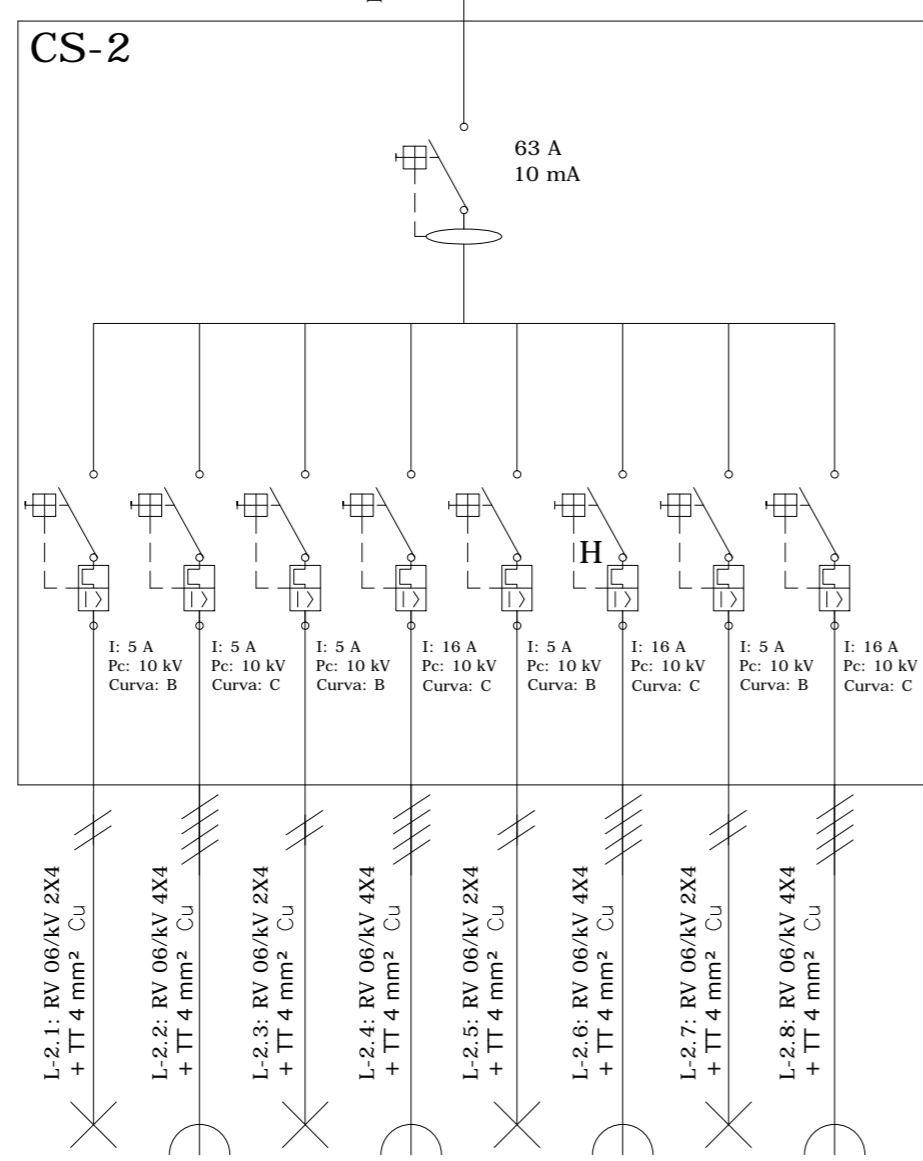 CS-2
63 A
10 mA
H
I: 5 A
Pc: 10 kV
Curva: B
I: 5 A
Pc: 10 kV
Curva: C
I: 5 A
Pc: 10 kV
Curva: B
I: 16 A
Pc: 10 kV
Curva: C
I: 5 A
Pc: 10 kV
Curva: B
I: 16 A
Pc: 10 kV
Curva: C
I: 5 A
Pc: 10 kV
Curva: B
I: 16 A
Pc: 10 kV
Curva: C
L-2.1: RV 06/kV 2X4
+ TT 4 mm² Cu
L-2.2: RV 06/kV 4X4
+ TT 4 mm² Cu
L-2.3: RV 06/kV 2X4
+ TT 4 mm² Cu
L-2.4: RV 06/kV 4X4
+ TT 4 mm² Cu
L-2.5: RV 06/kV 2X4
+ TT 4 mm² Cu
L-2.6: RV 06/kV 4X4
+ TT 4 mm² Cu
L-2.7: RV 06/kV 2X4
+ TT 4 mm² Cu
L-2.8: RV 06/kV 4X4
+ TT 4 mm² Cu